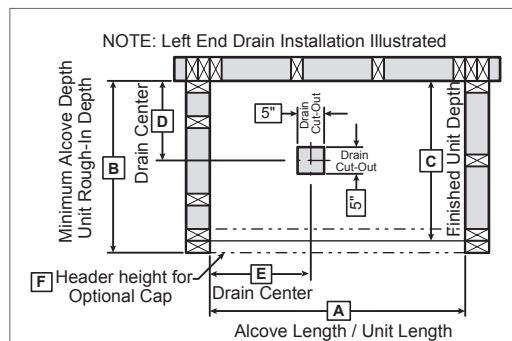 NOTE: Left End Drain Installation Illustrated
Minimum Alcove Depth
Unit Rough-In Depth
B
D
Drain Center
5"
Drain
Cut-Out
Drain
Cut-Out
5"
C
Finished Unit Depth
F Header height for
Optional Cap
E
Drain Center
A
Alcove Length / Unit Length